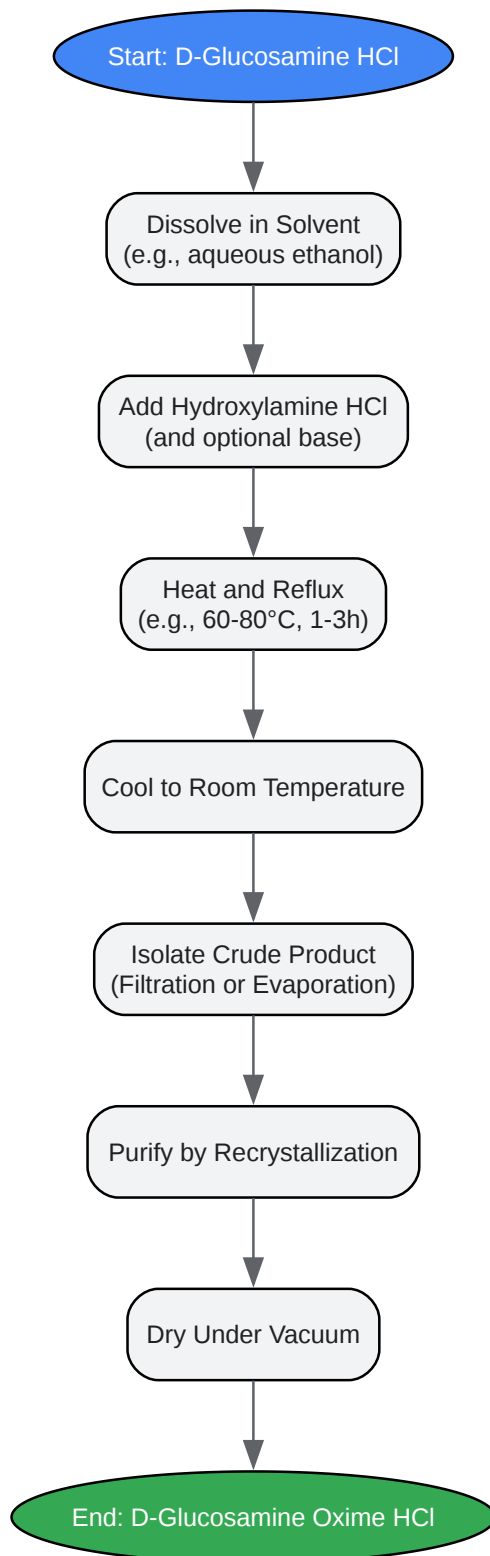 Start: D-Glucosamine HCl
Dissolve in Solvent
(e.g., aqueous ethanol)
Add Hydroxylamine HCl
(and optional base)
Heat and Reflux
(e.g., 60-80°C, 1-3h)
Cool to Room Temperature
Isolate Crude Product
(Filtration or Evaporation)
Purify by Recrystallization
Dry Under Vacuum
End: D-Glucosamine Oxime HCl